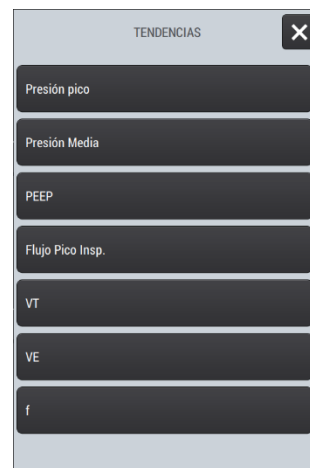 TENDENCIAS
Presión pico
Presión Media
PEEP
Flujo Pico Insp.
VT
VE
f